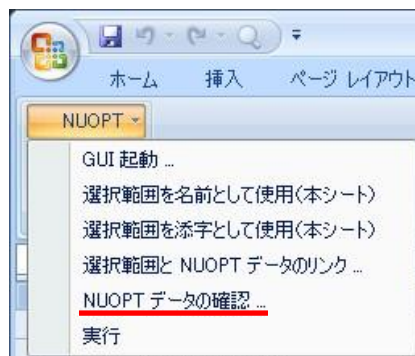 ホーム 挿入 ページ レイアウト
NUOPT
GUI 起動 ...
選択範囲を名前として使用(本シート)
選択範囲を添字として使用(本シート)
選択範囲と NUOPT データのリンク ...
NUOPT データの確認 ...
実行